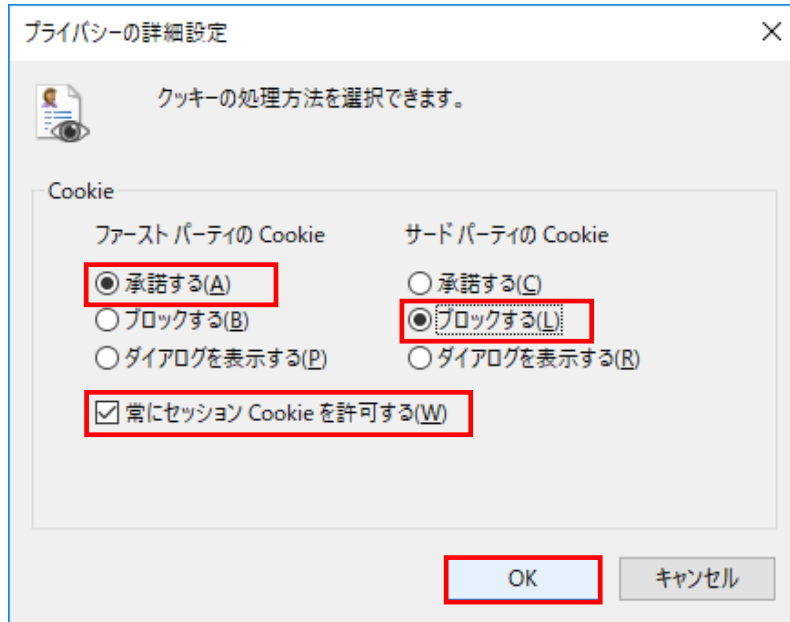 プライバシーの詳細設定
クッキーの処理方法を選択できます。
Cookie
ファースト パーティの Cookie
サード パーティの Cookie
承諾する(A)
承諾する(C)
ブロックする(B)
ブロックする(L)
ダイアログを表示する(P)
ダイアログを表示する(R)
常にセッション Cookie を許可する(W)
OK
キャンセル